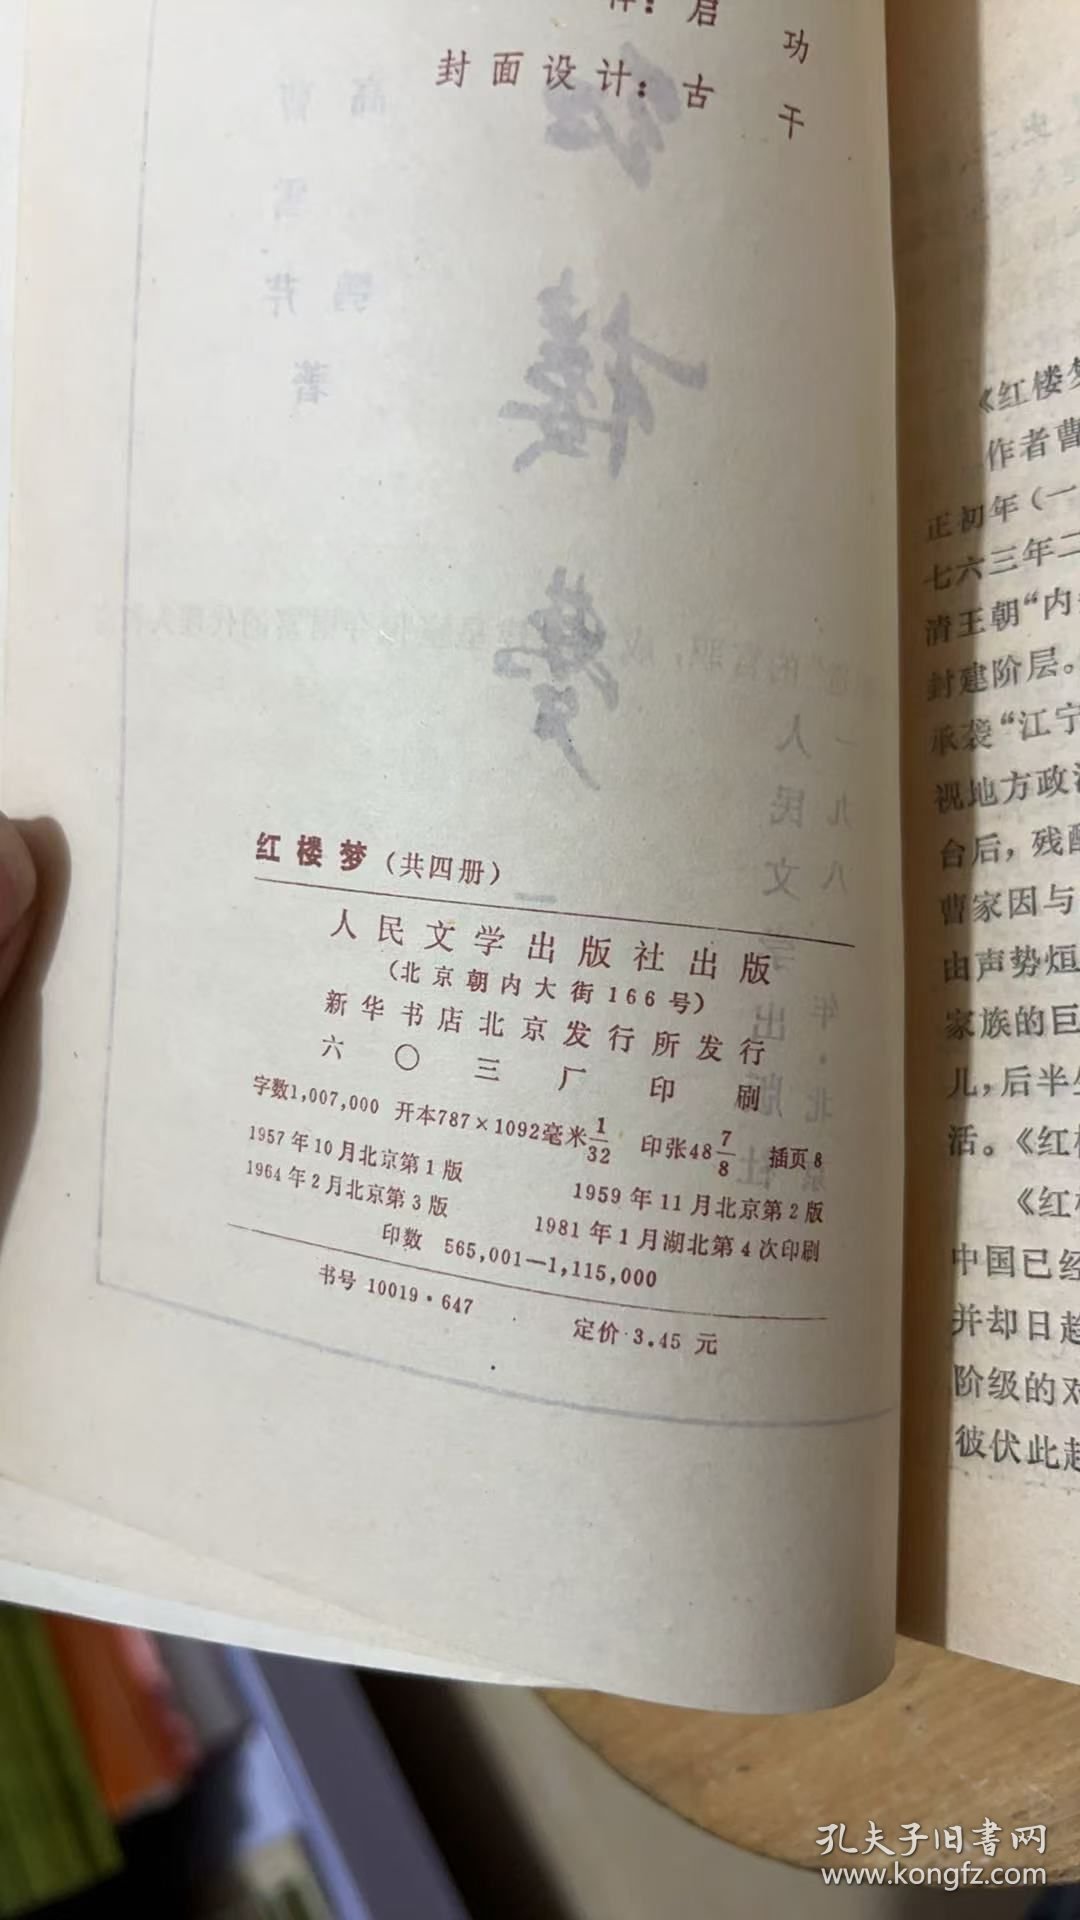 启功
封面设计：古干
红楼梦（共四册）
人民文学出版社出版
（北京朝内大街166号）
新华书店北京发行所发行
六〇三厂印刷
字数1,007,000 开本787×1092毫米1/32 印张48 7/8 插页8
1957年10月北京第1版 1959年11月北京第2版
1964年2月北京第3版 1981年1月湖北第4次印刷
印数 565,001—1,115,000
书号 10019·647 定价 3.45 元
《红楼梦
作者曹
正初年（一
七六三年二
清王朝“内
封建阶层。
承袭“江宁
视地方政
台后，残酷
曹家因与
由声势烜
家族的巨
儿，后半
活。《红楼
《红楼
中国已经
并却日趋
阶级的对
彼伏此起
孔夫子旧书网
www.kongfz.com